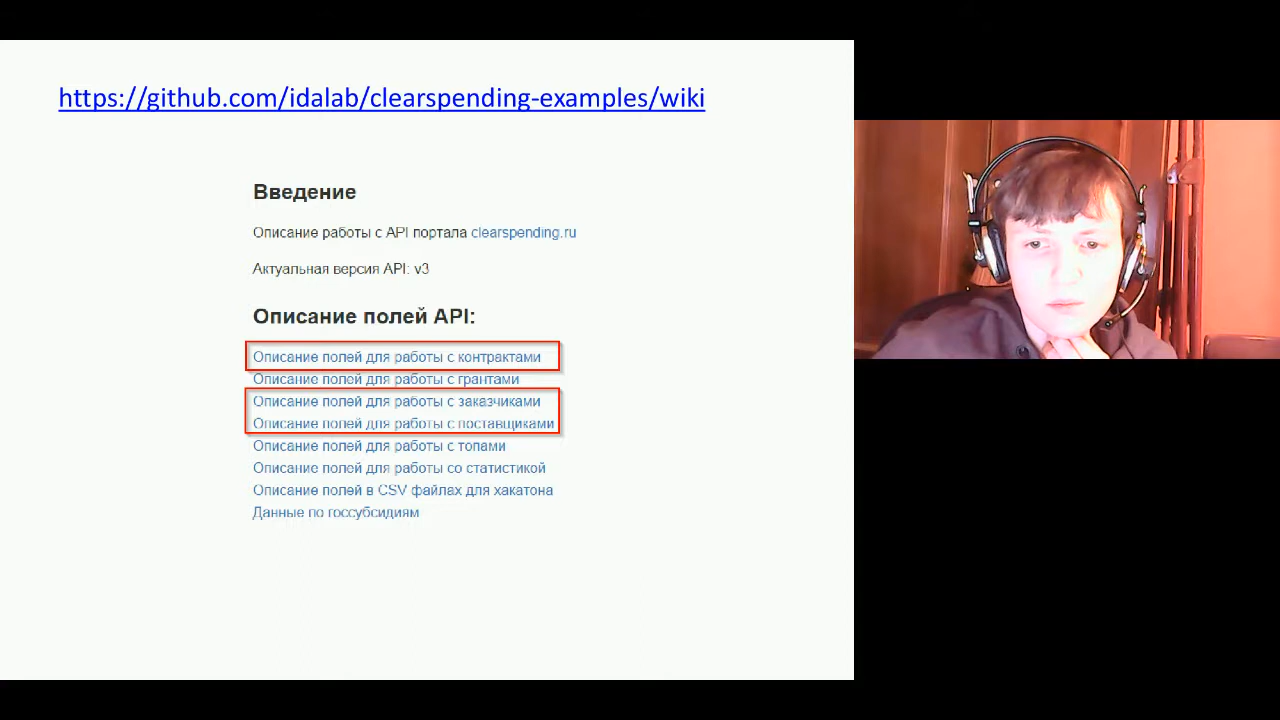 https://github.com/idalab/clearspending-examples/wiki
Введение
Описание работы с API портала clearspending.ru
Актуальная версия API: v3
Описание полей API:
Описание полей для работы с контрактами
Описание полей для работы с грантами
Описание полей для работы с заказчиками
Описание полей для работы с поставщиками
Описание полей для работы с топами
Описание полей для работы со статистикой
Описание полей в CSV файлах для хакатона
Данные по госсубсидиям